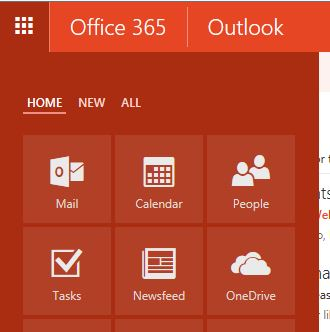 Office 365 Outlook
HOME NEW ALL
Mail Calendar People
Tasks Newsfeed OneDrive